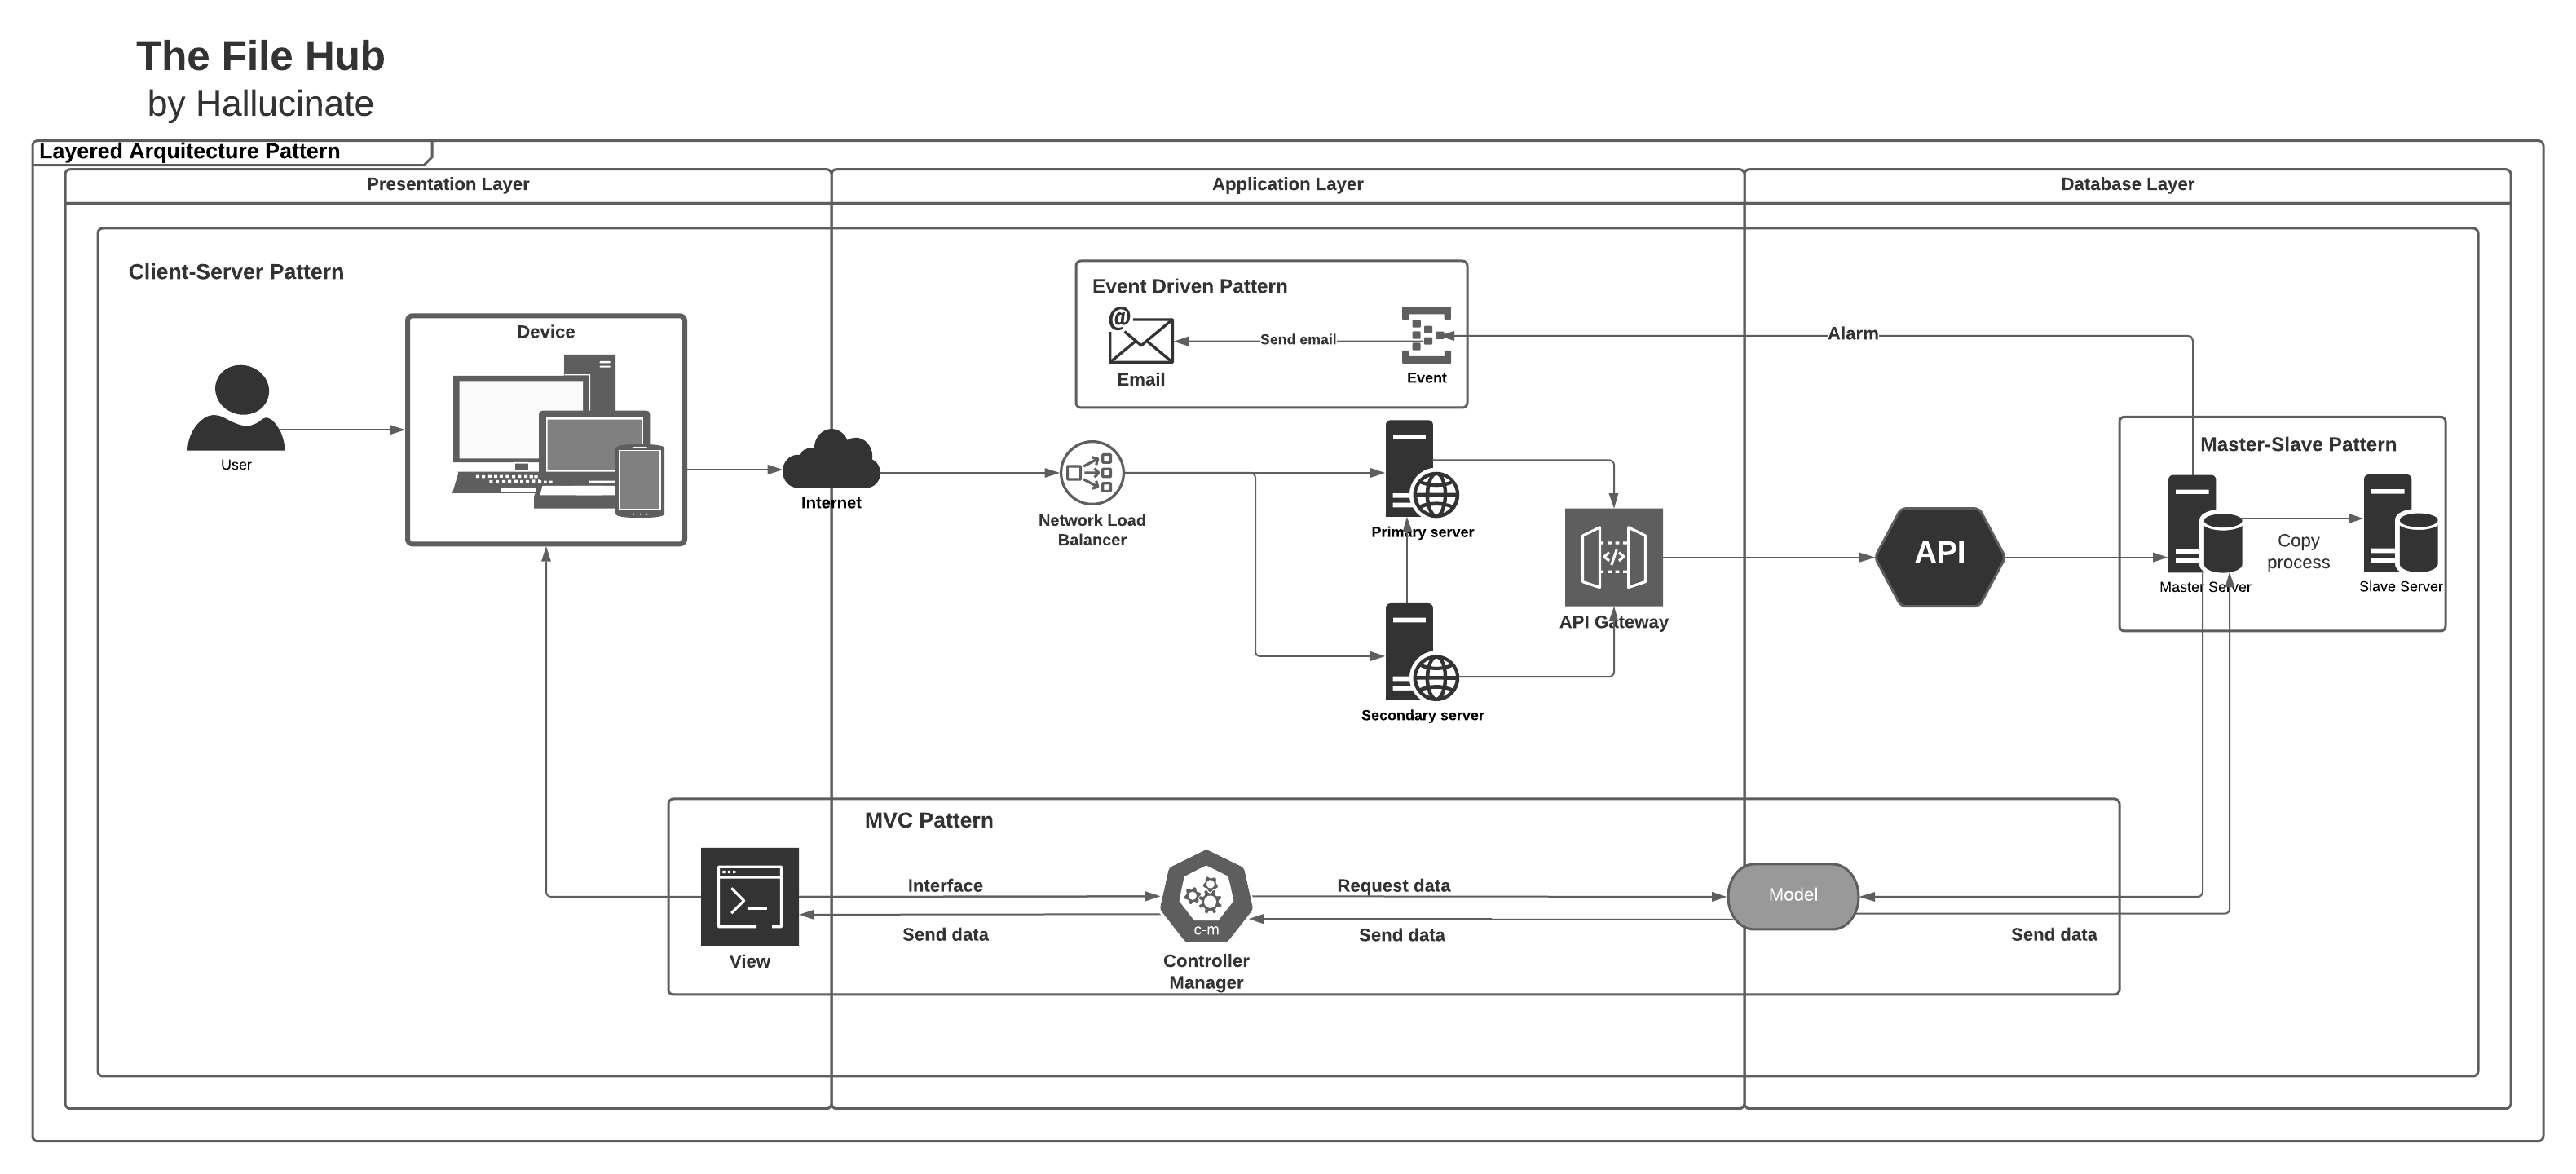 The File Hub
by Hallucinate
Layered Arquitecture Pattern
Presentation Layer
Application Layer
Database Layer
Client-Server Pattern
Event Driven Pattern
Device
@
Send email
Alarm
Email
Event
User
Master-Slave Pattern
Internet
Network Load
Balancer
Primary server
</>
API
Copy
process
Master Server
Slave Server
API Gateway
Secondary server
MVC Pattern
Interface
Request data
Model
>_
c-m
Send data
Send data
Send data
View
Controller
Manager